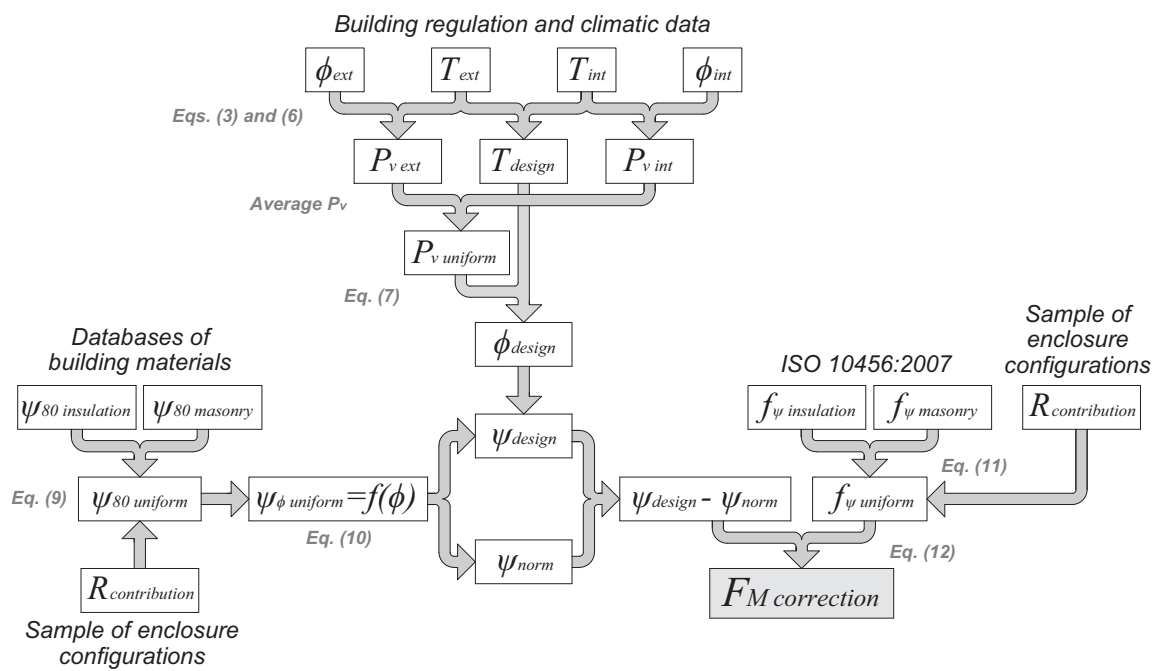 Building regulation and climatic data
ϕext
Text
Tint
ϕint
Eqs. (3) and (6)
Pv ext
Tdesign
Pv int
Average Pv
Pv uniform
Eq. (7)
ϕdesign
Databases of
building materials
ψ80 insulation
ψ80 masonry
Eq. (9)
ψ80 uniform
ψϕ uniform=f(ϕ)
Eq. (10)
Rcontribution
Sample of enclosure
configurations
ψdesign
ψnorm
ψdesign - ψnorm
ISO 10456:2007
fψ insulation
fψ masonry
Sample of
enclosure
configurations
Rcontribution
Eq. (11)
fψ uniform
Eq. (12)
FM correction